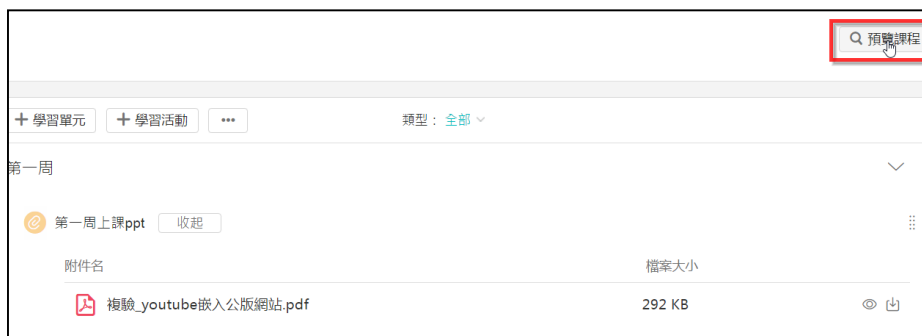 預覽課程
學習單元 學習活動 ••• 類型： 全部
第一周
第一周上課ppt 收起
附件名 檔案大小
複驗_youtube嵌入公版網站.pdf 292 KB